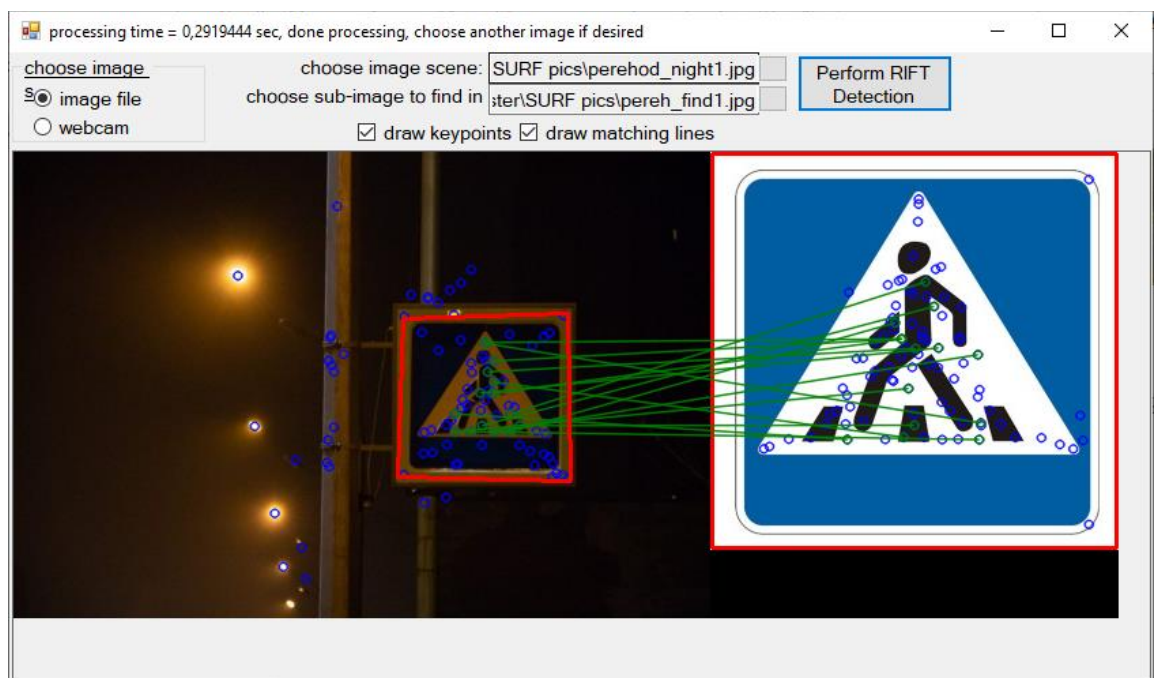 processing time = 0,2919444 sec, done processing, choose another image if desired
choose image
s
image file
webcam
choose image scene:
SURF pics\perehod_night1.jpg
choose sub-image to find in
ster\SURF pics\pereh_find1.jpg
draw keypoints
draw matching lines
Perform RIFT
Detection